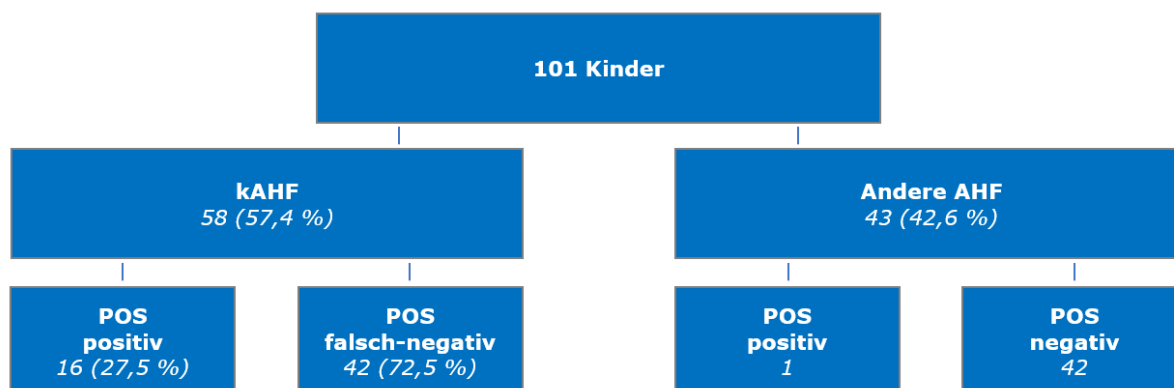 101 Kinder
kAHF
58 (57,4 %)
Andere AHF
43 (42,6 %)
POS
positiv
16 (27,5 %)
POS
falsch-negativ
42 (72,5 %)
POS
positiv
1
POS
negativ
42